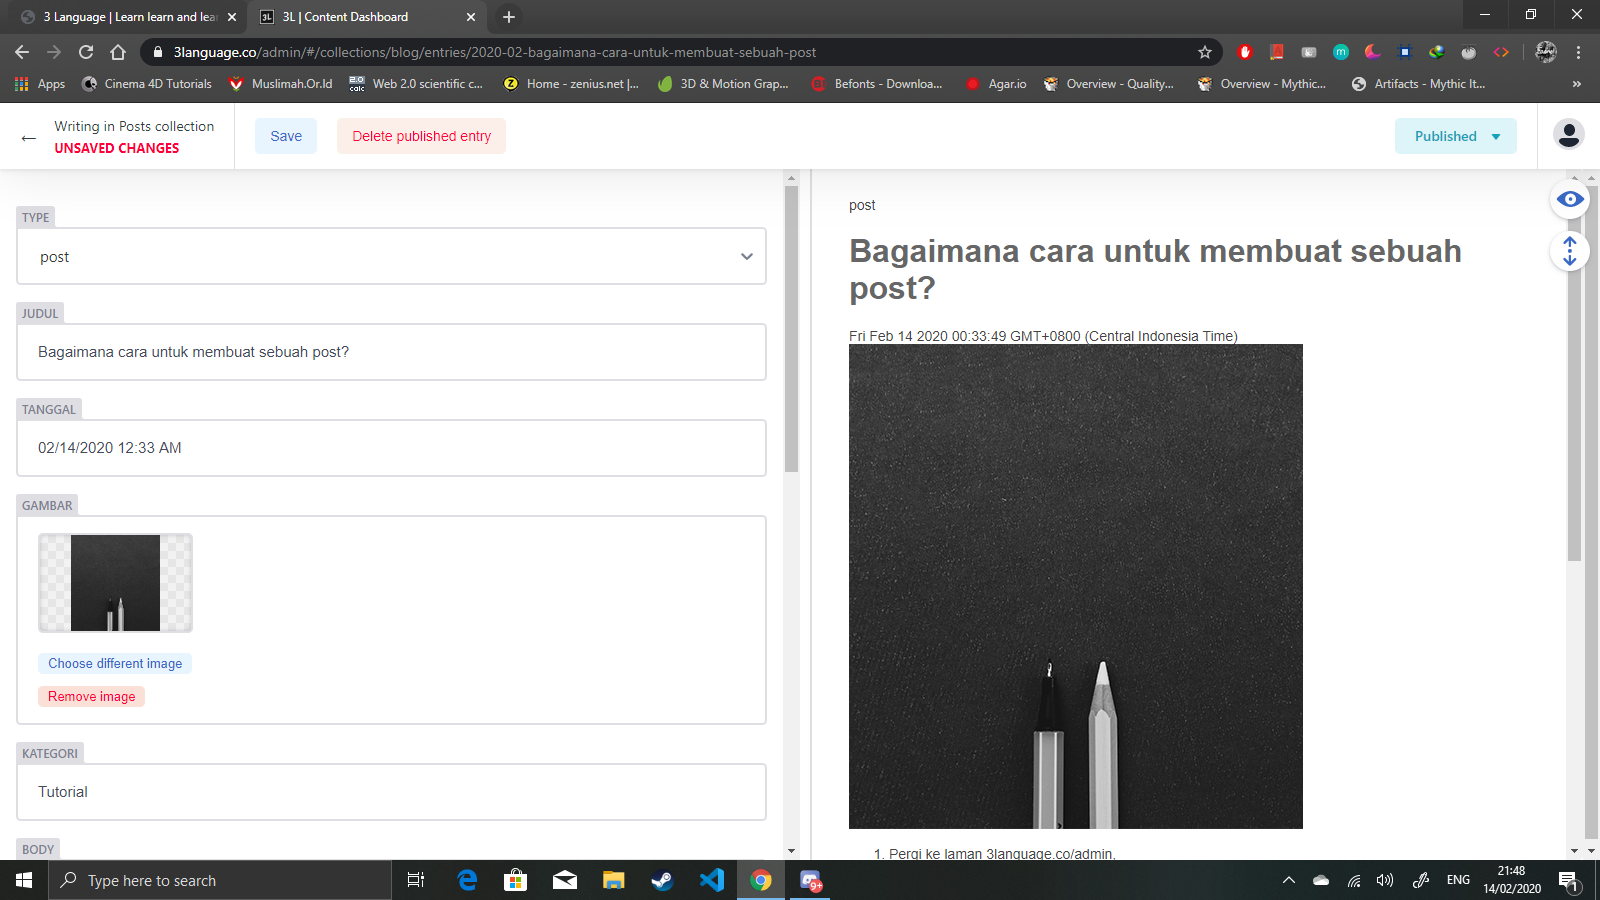 3 Language | Learn learn and lear
3L
3L | Content Dashboard
3language.co/admin/#/collections/blog/entries/2020-02-bagaimana-cara-untuk-membuat-sebuah-post
Apps
Cinema 4D Tutorials
Muslimah.Or.Id
Web 2.0 scientific c...
Home - zenius.net |...
3D & Motion Grap...
Befonts - Downloa...
Agar.io
Overview - Quality...
Overview - Mythic...
Artifacts - Mythic It...
»
Writing in Posts collection
UNSAVED CHANGES
Save
Delete published entry
Published
TYPE
post
JUDUL
Bagaimana cara untuk membuat sebuah post?
TANGGAL
02/14/2020 12:33 AM
GAMBAR
Choose different image
Remove image
KATEGORI
Tutorial
BODY
post
Bagaimana cara untuk membuat sebuah
post?
Fri Feb 14 2020 00:33:49 GMT+0800 (Central Indonesia Time)
1. Pergi ke laman 3language.co/admin,
Type here to search
9+
ENG
21:48
14/02/2020
1